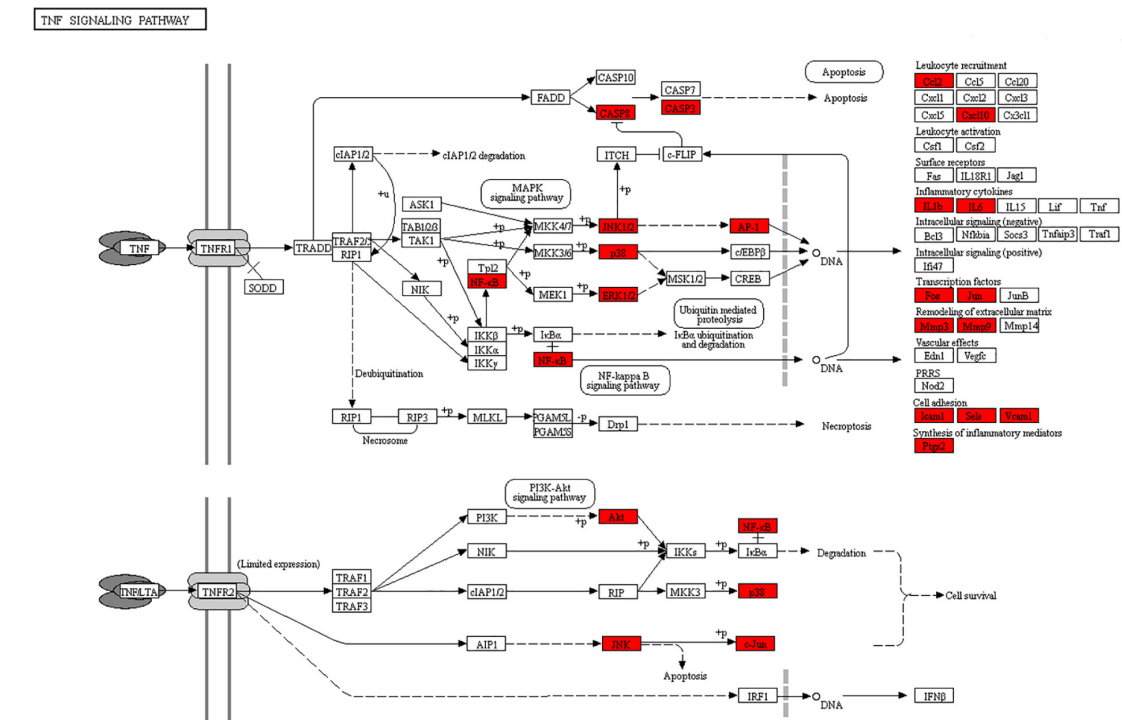 TNF SIGNALING PATHWAY
Apoptosis
CASP10
FADD
CASP8
CASP7
CASP3
Apoptosis
cIAP1/2
cIAP1/2 degradation
ITCH
c-FLIP
+u
+p
MAPK
signaling pathway
ASK1
TAB1/2/3
TAK1
MKK4/7
+p
JNK1/2
AP-1
TNF
TNFR1
SODD
TRADD
TRAF2/5
RIP1
+p
+p
MKK3/6
+p
p38
c/EBPβ
DNA
Tpl2
NF-κB
+p
MEK1
+p
ERK1/2
MSK1/2
CREB
NIK
+p
Ubiquitin mediated
proteolysis
IKKβ
IKKα
IKKγ
+p
IκBα
IκBα ubiquitination
and degradation
NF-κB
DNA
NF-kappa B
signaling pathway
Deubiquitination
RIP1
RIP3
Necrosome
+p
MLKL
PGAM5L
PGAM5S
-p
Drp1
Necroptosis
Leukocyte recruitment
Ccl2 Ccl5 Ccl20
Cxcl1 Cxcl2 Cxcl3
Cxcl5 Cxcl10 Cx3cl1
Leukocyte activation
Csf1 Csf2
Surface receptors
Fas IL18R1 Jag1
Inflammatory cytokines
IL1b IL6 IL15 Lif Tnf
Intracellular signaling (negative)
Bcl3 Nfkbia Socs3 Tnfaip3 Traf1
Intracellular signaling (positive)
Ifi47
Transcription factors
Fos Jun JunB
Remodeling of extracellular matrix
Mmp3 Mmp9 Mmp14
Vascular effects
Edn1 Vegfc
PRRS
Nod2
Cell adhesion
Icam1 Sele Vcam1
Synthesis of inflammatory mediators
Ptgs2
PI3K-Akt
signaling pathway
PI3K
+p
Akt
NF-κB
NIK
+p
IKKs
+p
IκBα
Degradation
(Limited expression)
TNF/LTA
TNFR2
TRAF1
TRAF2
TRAF3
cIAP1/2
RIP
MKK3
+p
p38
Cell survival
AIP1
JNK
+p
c-Jun
Apoptosis
IRF1
DNA
IFNβ